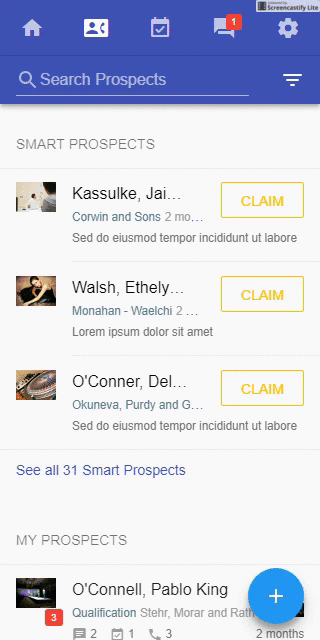 Screencastify Lite
1
Search Prospects
SMART PROSPECTS
Kassulke, Jai...
CLAIM
Corwin and Sons 2 mo...
Sed do eiusmod tempor incididunt ut labore
Walsh, Ethely...
CLAIM
Monahan - Waelchi 2 ...
Lorem ipsum dolor sit amet
O'Conner, Del...
CLAIM
Okuneva, Purdy and G...
Sed do eiusmod tempor incididunt ut labore
See all 31 Smart Prospects
MY PROSPECTS
O'Connell, Pablo King
Qualification Stehr, Morar and Rath
3
2 1 3 2 months